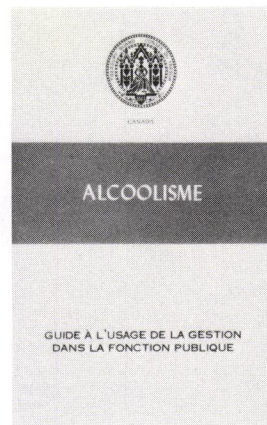 CANADA
ALCOOLISME
GUIDE À L'USAGE DE LA GESTION
DANS LA FONCTION PUBLIQUE